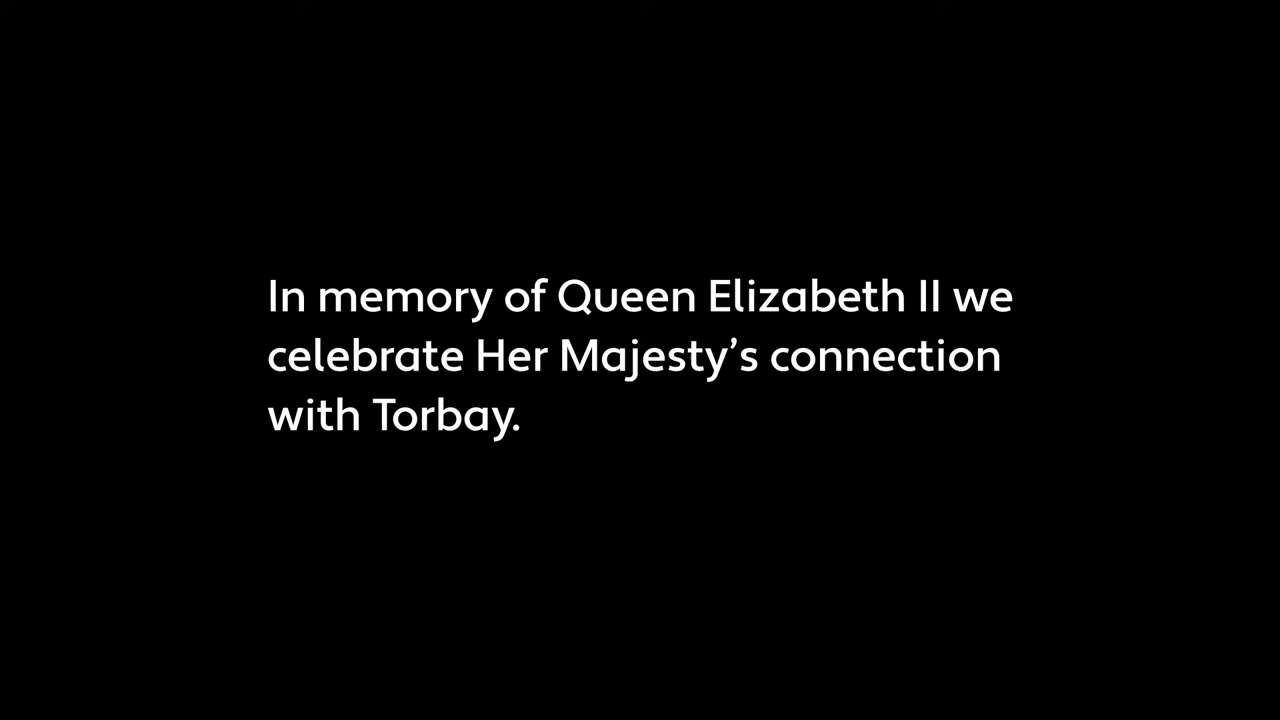 In memory of Queen Elizabeth II we
celebrate Her Majesty’s connection
with Torbay.